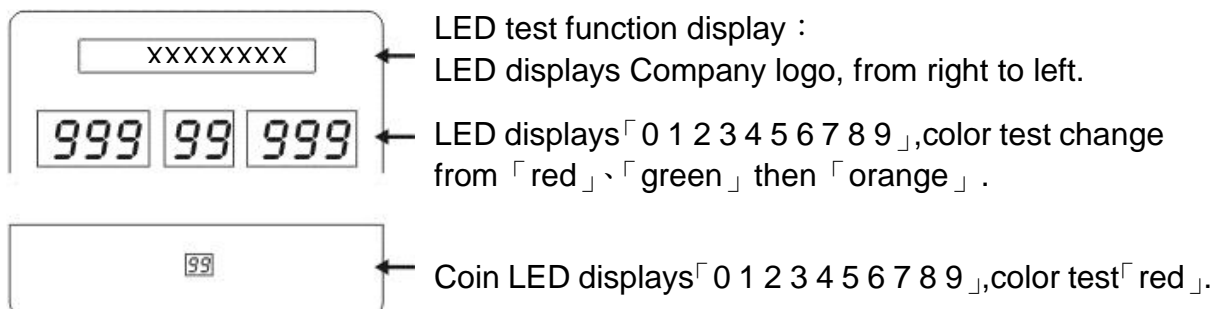 LED test function display：
XXXXXXXX
LED displays Company logo, from right to left.
999 99 999
LED displays「0 1 2 3 4 5 6 7 8 9」,color test change
from「red」、「green」then「orange」.
99
Coin LED displays「0 1 2 3 4 5 6 7 8 9」,color test「red」.